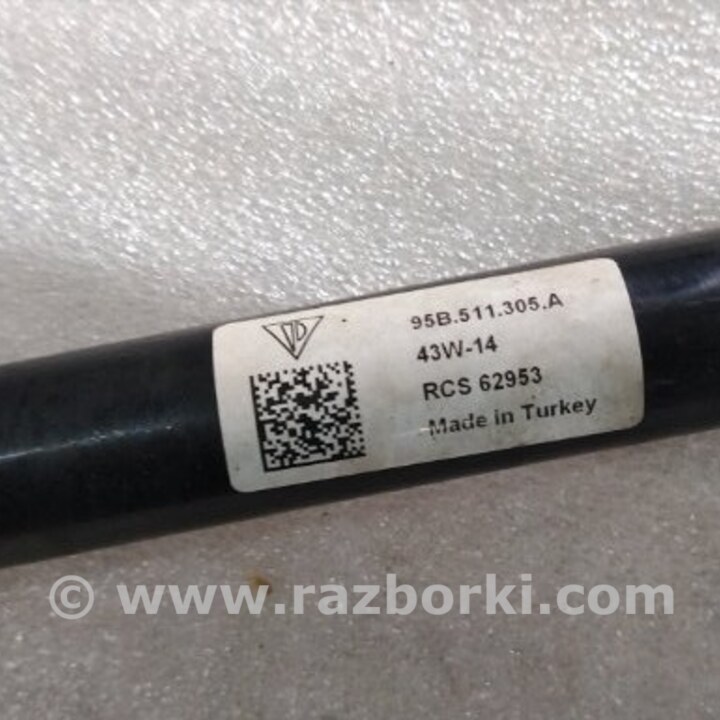 95B.511.305.A
43W-14
RCS 62953
Made in Turkey
© www.razborki.com